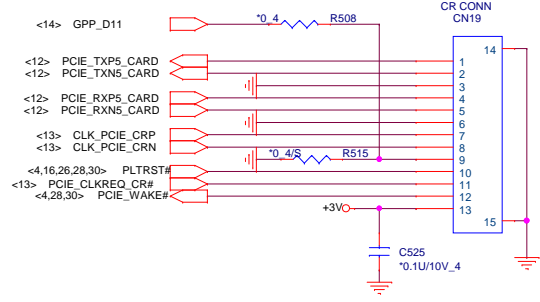 CR CONN
CN19
<14> GPP_D11
*0_4
R508
14
<12> PCIE_TXP5_CARD
1
<12> PCIE_TXN5_CARD
2
3
<12> PCIE_RXP5_CARD
4
<12> PCIE_RXN5_CARD
5
6
<13> CLK_PCIE_CRP
7
<13> CLK_PCIE_CRN
8
*0_4/S
R515
9
<4,16,26,28,30> PLTRST#
10
<13> PCIE_CLKREQ_CR#
11
<4,28,30> PCIE_WAKE#
12
+3V
13
15
C525
*0.1U/10V_4